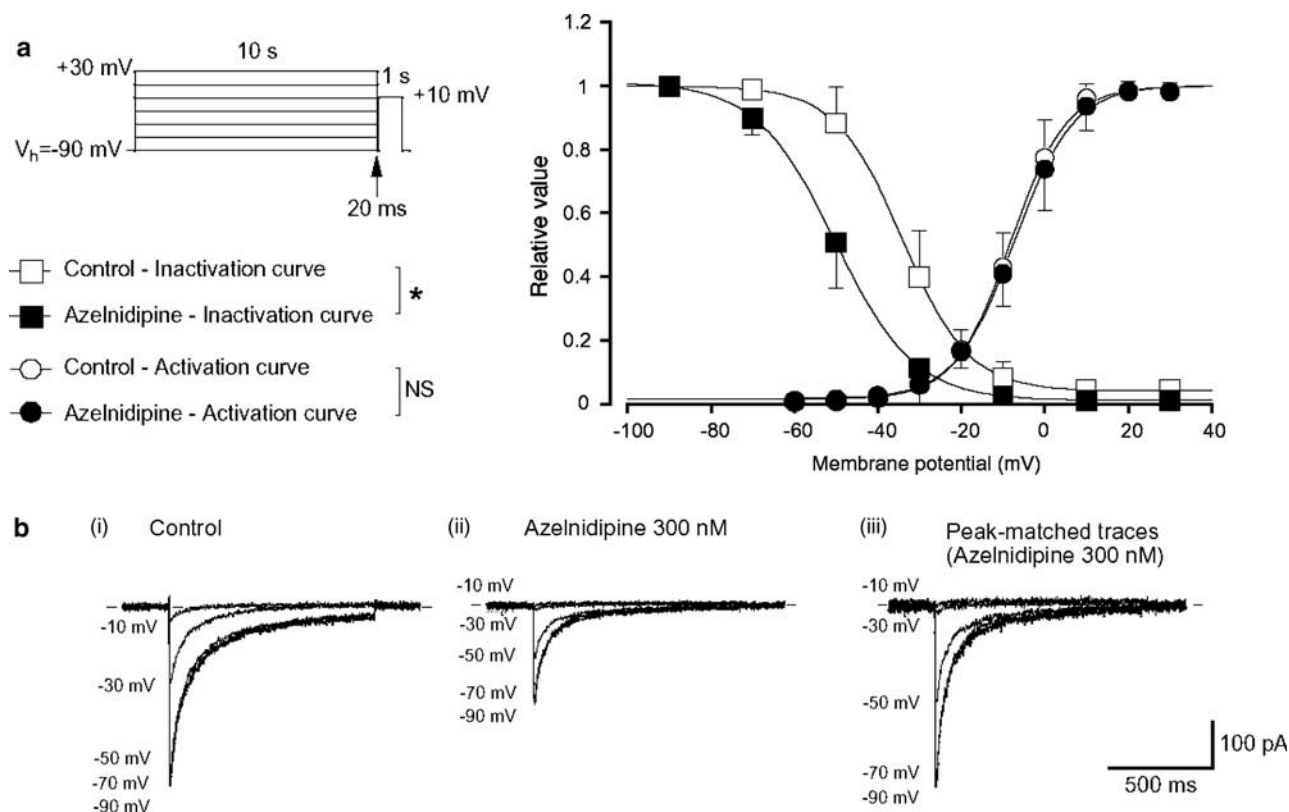 a
10 s
+30 mV
1 s
+10 mV
Vh=-90 mV
20 ms
Control - Inactivation curve
*
Azelnidipine - Inactivation curve
Control - Activation curve
NS
Azelnidipine - Activation curve
Relative value
1.2
1
0.8
0.6
0.4
0.2
0
-100 -80 -60 -40 -20 0 20 40
Membrane potential (mV)
b
(i) Control
-10 mV
-30 mV
-50 mV
-70 mV
-90 mV
(ii) Azelnidipine 300 nM
-10 mV
-30 mV
-50 mV
-70 mV
-90 mV
(iii) Peak-matched traces
(Azelnidipine 300 nM)
-10 mV
-30 mV
-50 mV
-70 mV
-90 mV
100 pA
500 ms